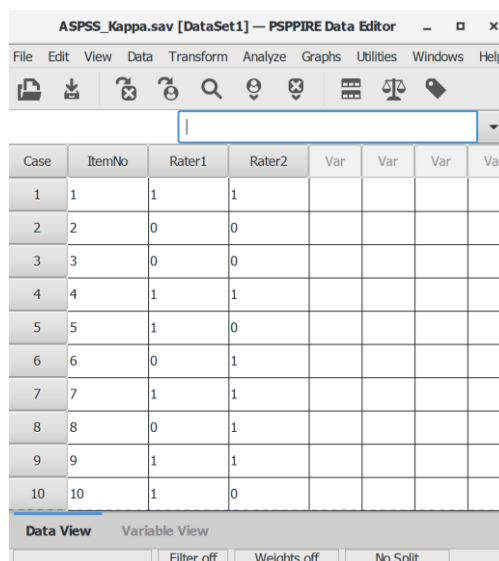 ASPSS_Kappa.sav [DataSet1] — PSPPIRE Data Editor
File Edit View Data Transform Analyze Graphs Utilities Windows Help
Case ItemNo Rater1 Rater2 Var Var Var Va
1 1 1 1
2 2 0 0
3 3 0 0
4 4 1 1
5 5 1 0
6 6 0 1
7 7 1 1
8 8 0 1
9 9 1 1
10 10 1 0
Data View Variable View
Filter off Weights off No Split